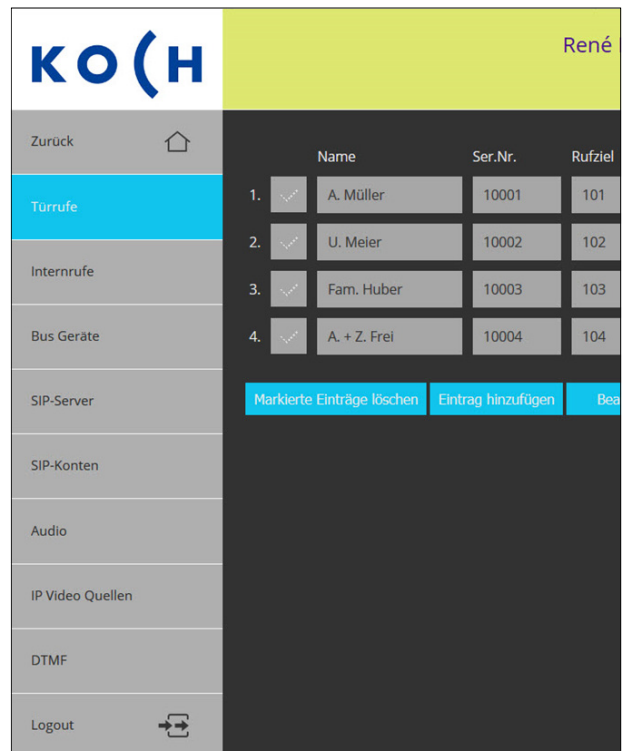 KOCH
René
Zurück
Türrufe
Internrufe
Bus Geräte
SIP-Server
SIP-Konten
Audio
IP Video Quellen
DTMF
Logout
Name Ser.Nr. Rufziel
1. A. Müller 10001 101
2. U. Meier 10002 102
3. Fam. Huber 10003 103
4. A. + Z. Frei 10004 104
Markierte Einträge löschen Eintrag hinzufügen Bea